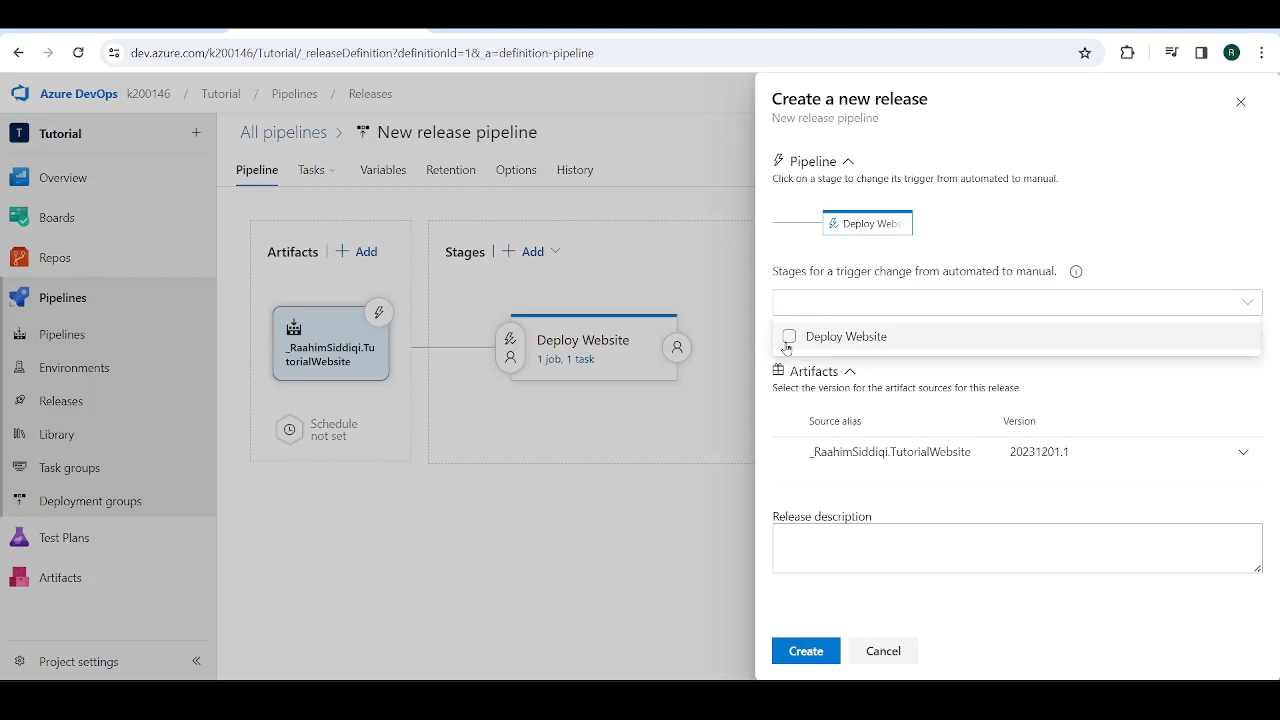 dev.azure.com/k200146/Tutorial/_releaseDefinition?definitionId=1&_a=definition-pipeline
R
Azure DevOps k200146 / Tutorial / Pipelines / Releases
T Tutorial
Overview
Boards
Repos
Pipelines
Pipelines
Environments
Releases
Library
Task groups
Deployment groups
Test Plans
Artifacts
Project settings
All pipelines > New release pipeline
Pipeline Tasks Variables Retention Options History
Artifacts | + Add
Stages | + Add
_RaahimSiddiqi.Tu
torialWebsite
Schedule
not set
Deploy Website
1 job, 1 task
Create a new release
New release pipeline
Pipeline
Click on a stage to change its trigger from automated to manual.
Deploy Websi
Stages for a trigger change from automated to manual.
Deploy Website
Artifacts
Select the version for the artifact sources for this release
Source alias Version
_RaahimSiddiqi.TutorialWebsite 20231201.1
Release description
Create Cancel